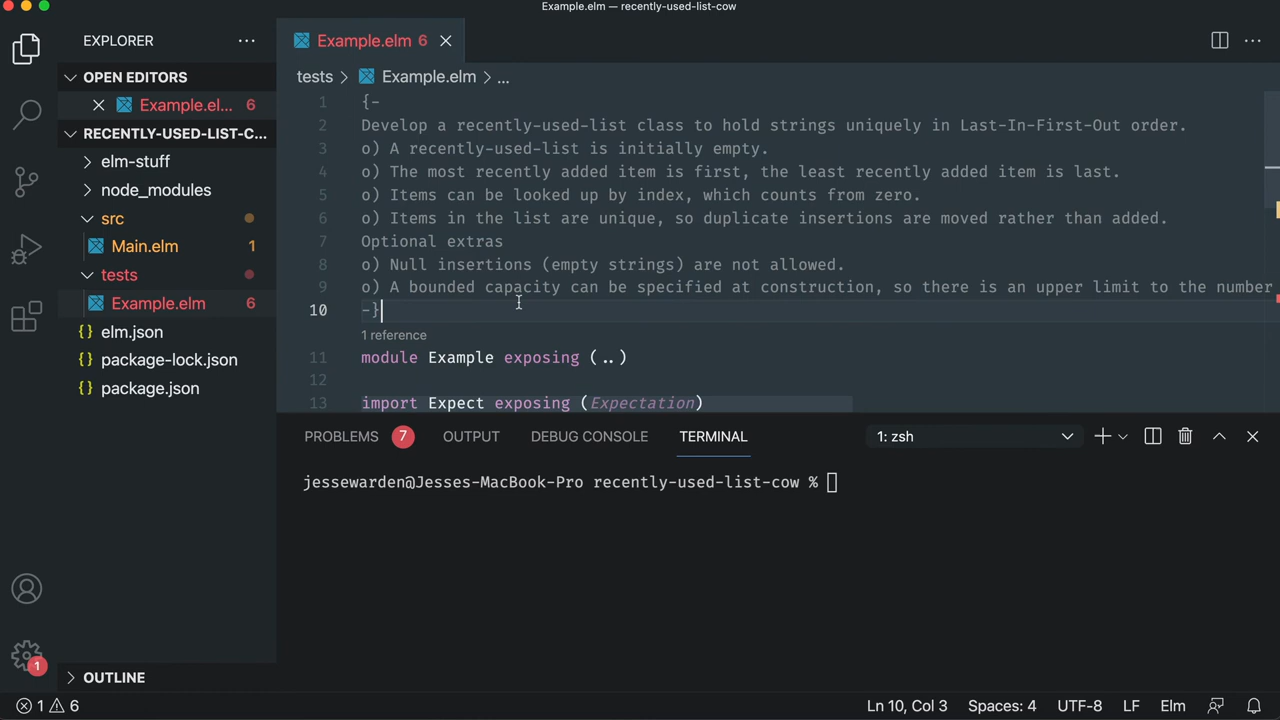 Example.elm — recently-used-list-cow
EXPLORER
Example.elm 6
OPEN EDITORS
Example.el... 6
RECENTLY-USED-LIST-C...
elm-stuff
node_modules
src
Main.elm 1
tests
Example.elm 6
elm.json
package-lock.json
package.json
OUTLINE
tests > Example.elm > ...
1 {-
2 Develop a recently-used-list class to hold strings uniquely in Last-In-First-Out order.
3 o) A recently-used-list is initially empty.
4 o) The most recently added item is first, the least recently added item is last.
5 o) Items can be looked up by index, which counts from zero.
6 o) Items in the list are unique, so duplicate insertions are moved rather than added.
7 Optional extras
8 o) Null insertions (empty strings) are not allowed.
9 o) A bounded capacity can be specified at construction, so there is an upper limit to the number
10 -}
1 reference
11 module Example exposing (..)
12
13 import Expect exposing (Expectation)
PROBLEMS 7 OUTPUT DEBUG CONSOLE TERMINAL 1: zsh
jessewarden@Jesses-MacBook-Pro recently-used-list-cow %
1
1 6 Ln 10, Col 3 Spaces: 4 UTF-8 LF Elm